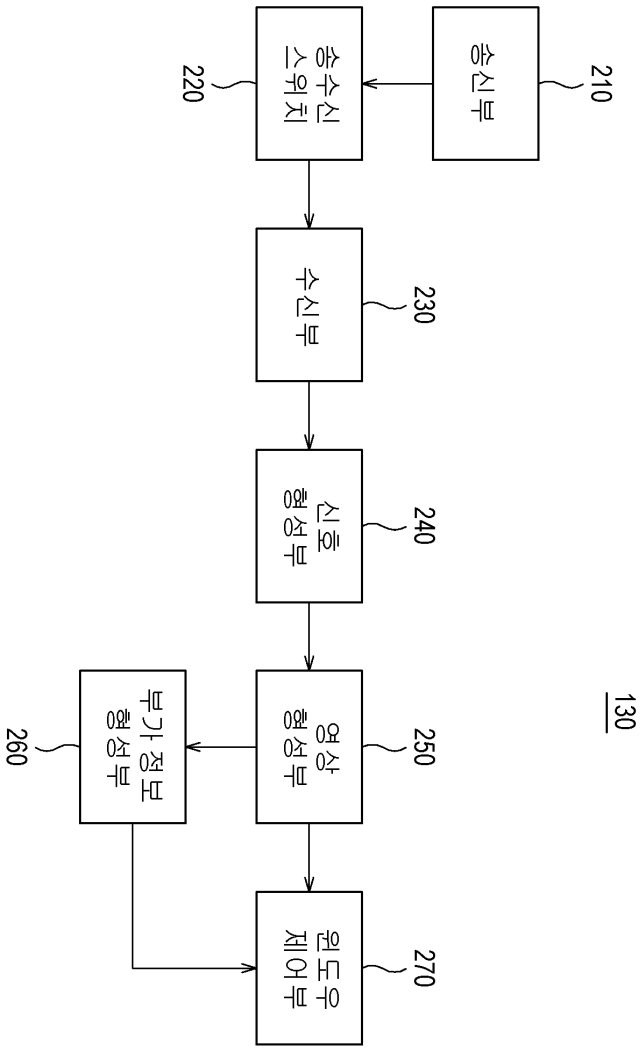 130
210
송신부
220
송수신
스위치
230
수신부
240
신호
형성부
250
영상
형성부
260
부가 정보
형성부
270
윈도우
제어부